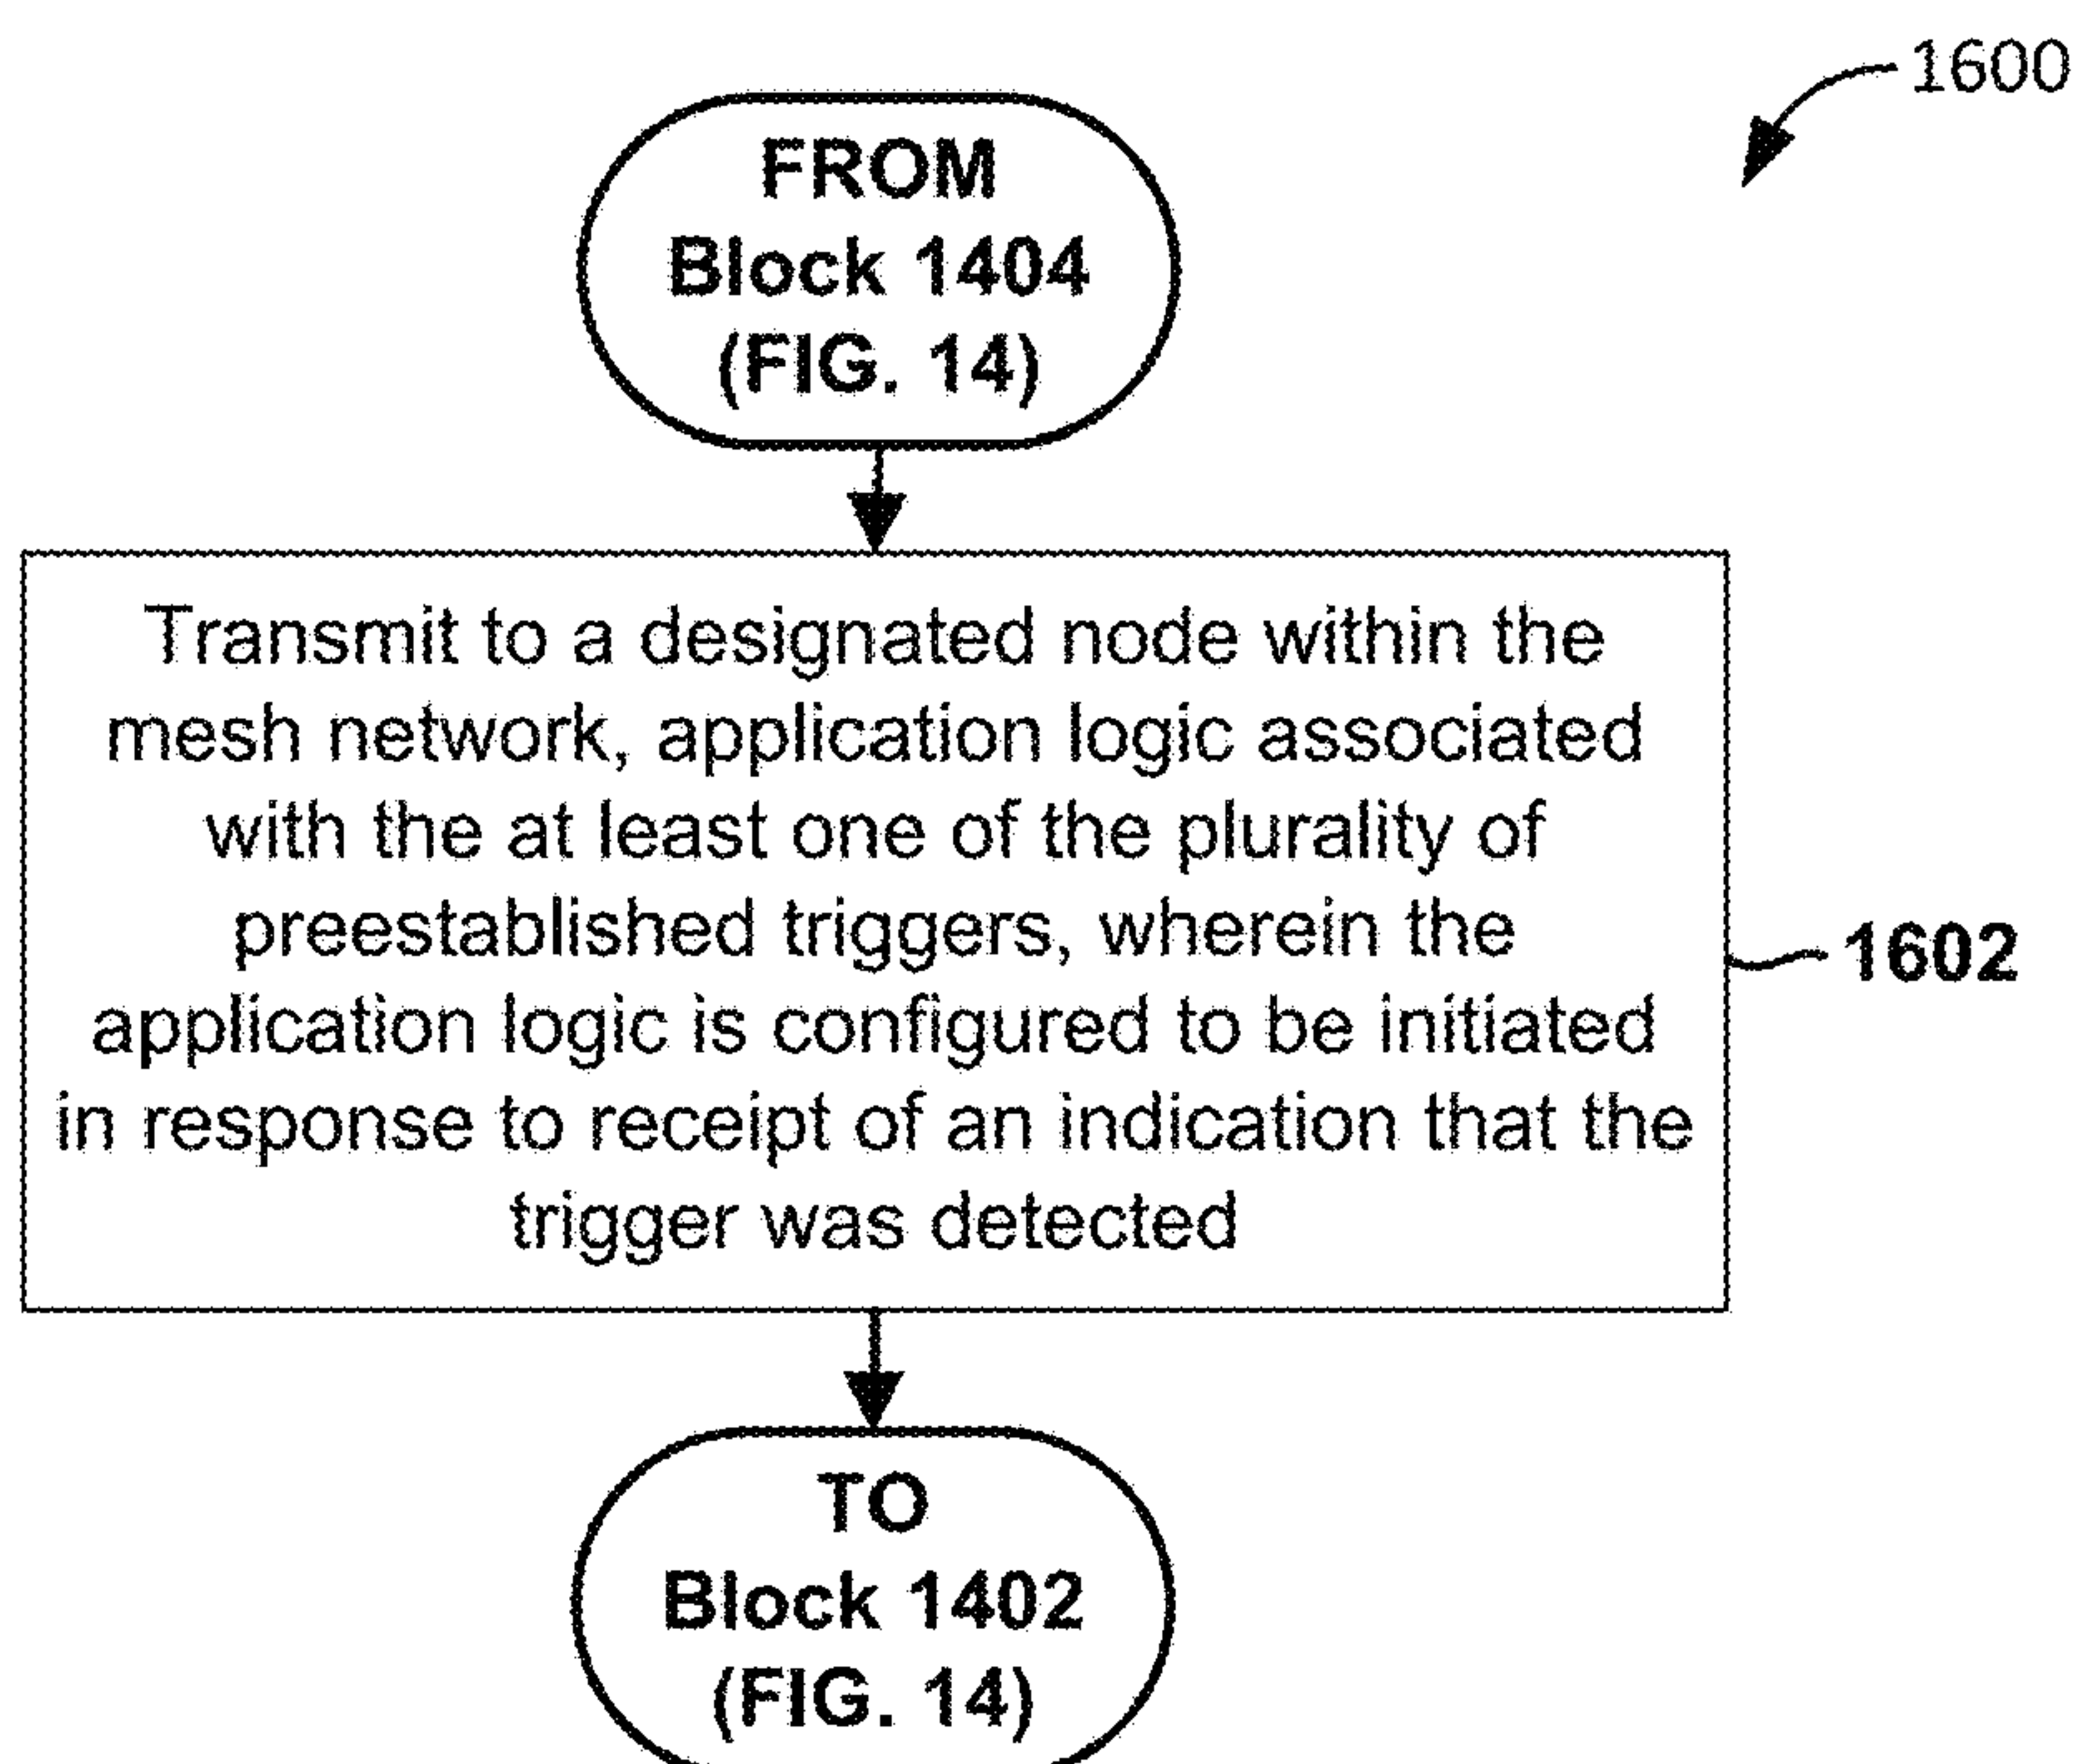 1600
FROM
Block 1404
(FIG. 14)
Transmit to a designated node within the
mesh network, application logic associated
with the at least one of the plurality of
preestablished triggers, wherein the
application logic is configured to be initiated
in response to receipt of an indication that the
trigger was detected
1602
TO
Block 1402
(FIG. 14)